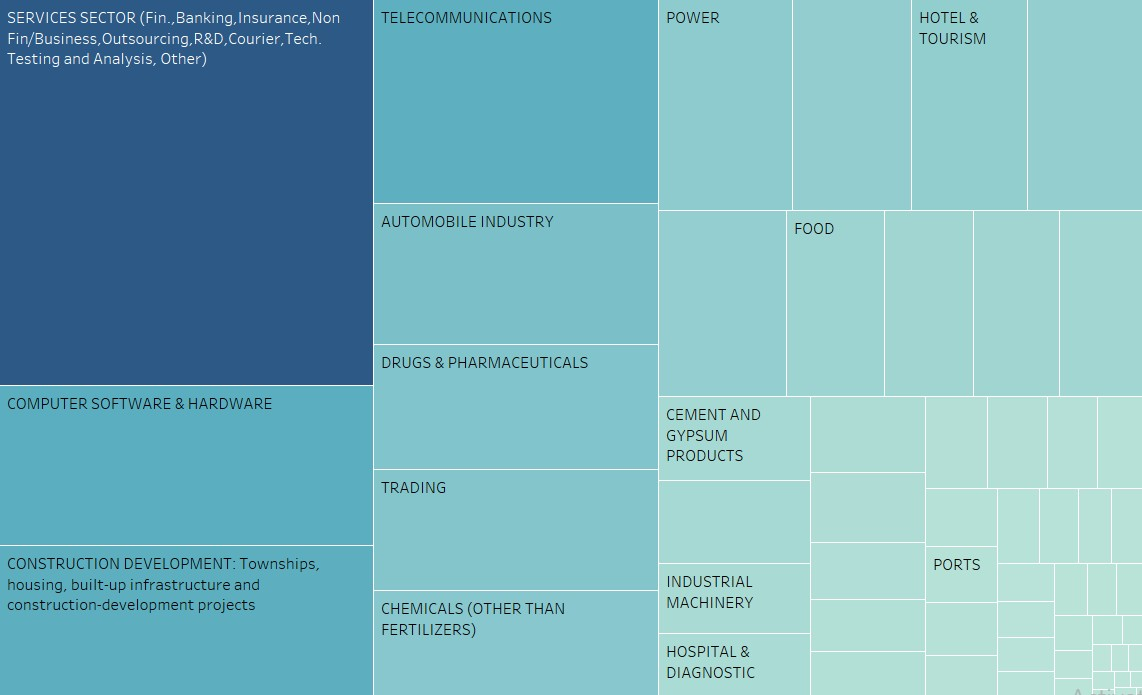 SERVICES SECTOR (Fin.,Banking,Insurance,Non
Fin/Business,Outsourcing,R&D,Courier,Tech.
Testing and Analysis, Other)
COMPUTER SOFTWARE & HARDWARE
CONSTRUCTION DEVELOPMENT: Townships,
housing, built-up infrastructure and
construction-development projects
TELECOMMUNICATIONS
AUTOMOBILE INDUSTRY
DRUGS & PHARMACEUTICALS
TRADING
CHEMICALS (OTHER THAN
FERTILIZERS)
POWER
HOTEL &
TOURISM
FOOD
CEMENT AND
GYPSUM
PRODUCTS
INDUSTRIAL
MACHINERY
HOSPITAL &
DIAGNOSTIC
PORTS